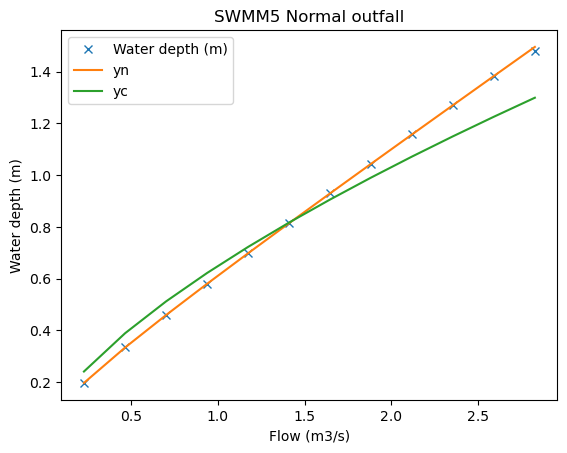 SWMM5 Normal outfall
Water depth (m)
yn
yc
Water depth (m)
1.4
1.2
1.0
0.8
0.6
0.4
0.2
0.5
1.0
1.5
2.0
2.5
Flow (m3/s)